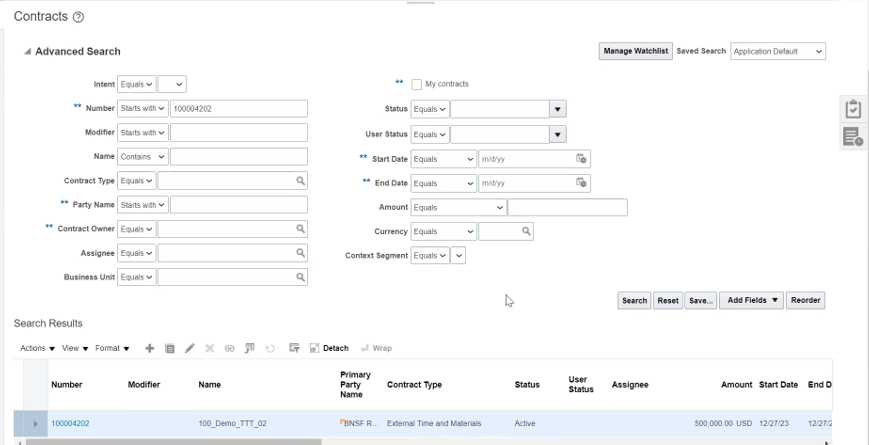 Contracts
Advanced Search
Manage Watchlist Saved Search Application Default
Intent Equals
** My contracts
** Number Starts with 100004202
Status Equals
Modifier Starts with
User Status Equals
Name Contains
** Start Date Equals m/d/yy
Contract Type Equals
** End Date Equals m/d/yy
** Party Name Starts with
Amount Equals
** Contract Owner Equals
Currency Equals
Assignee Equals
Context Segment Equals
Business Unit Equals
Search Reset Save... Add Fields Reorder
Search Results
Actions View Format Detach Wrap
Number Modifier Name Primary Party Name Contract Type Status User Status Assignee Amount Start Date End D
100004202 100_Demo_TTT_02 BNSF R... External Time and Materials Active 500,000.00 USD 12/27/23 12/27/2